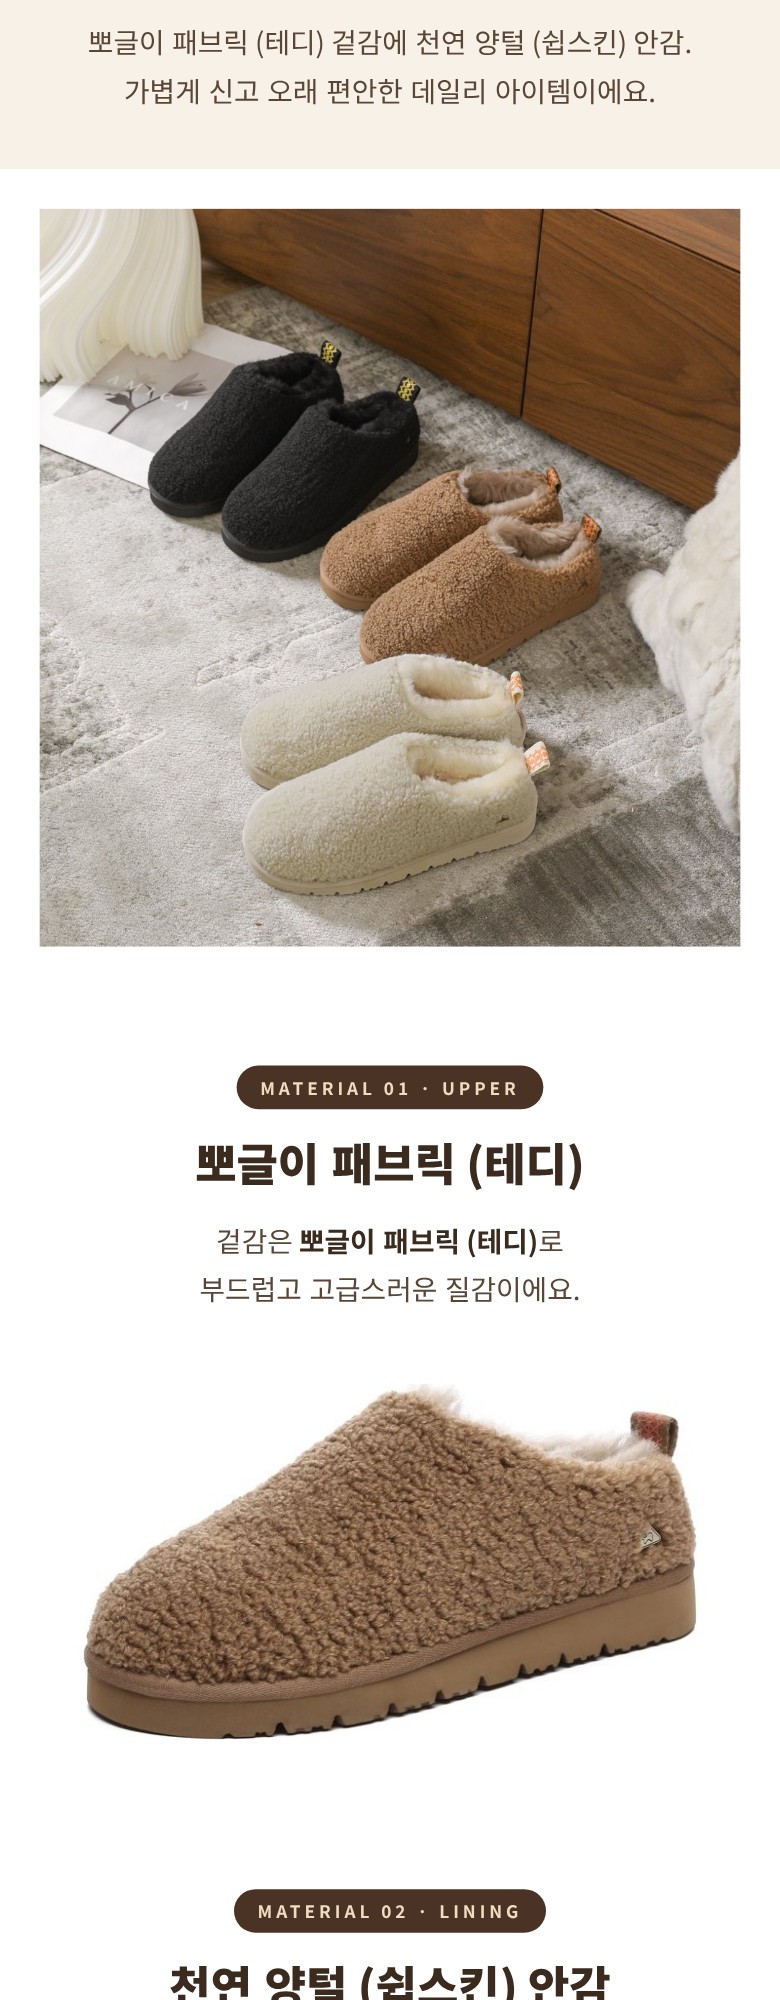 뽀글이 패브릭 (테디) 겉감에 천연 양털 (쉽스킨) 안감.
가볍게 신고 오래 편안한 데일리 아이템이에요.
AMYCA
MATERIAL 01 · UPPER
뽀글이 패브릭 (테디)
겉감은 뽀글이 패브릭 (테디)로
부드럽고 고급스러운 질감이에요.
MATERIAL 02 · LINING
천연 양털 (쉽스킨) 안감